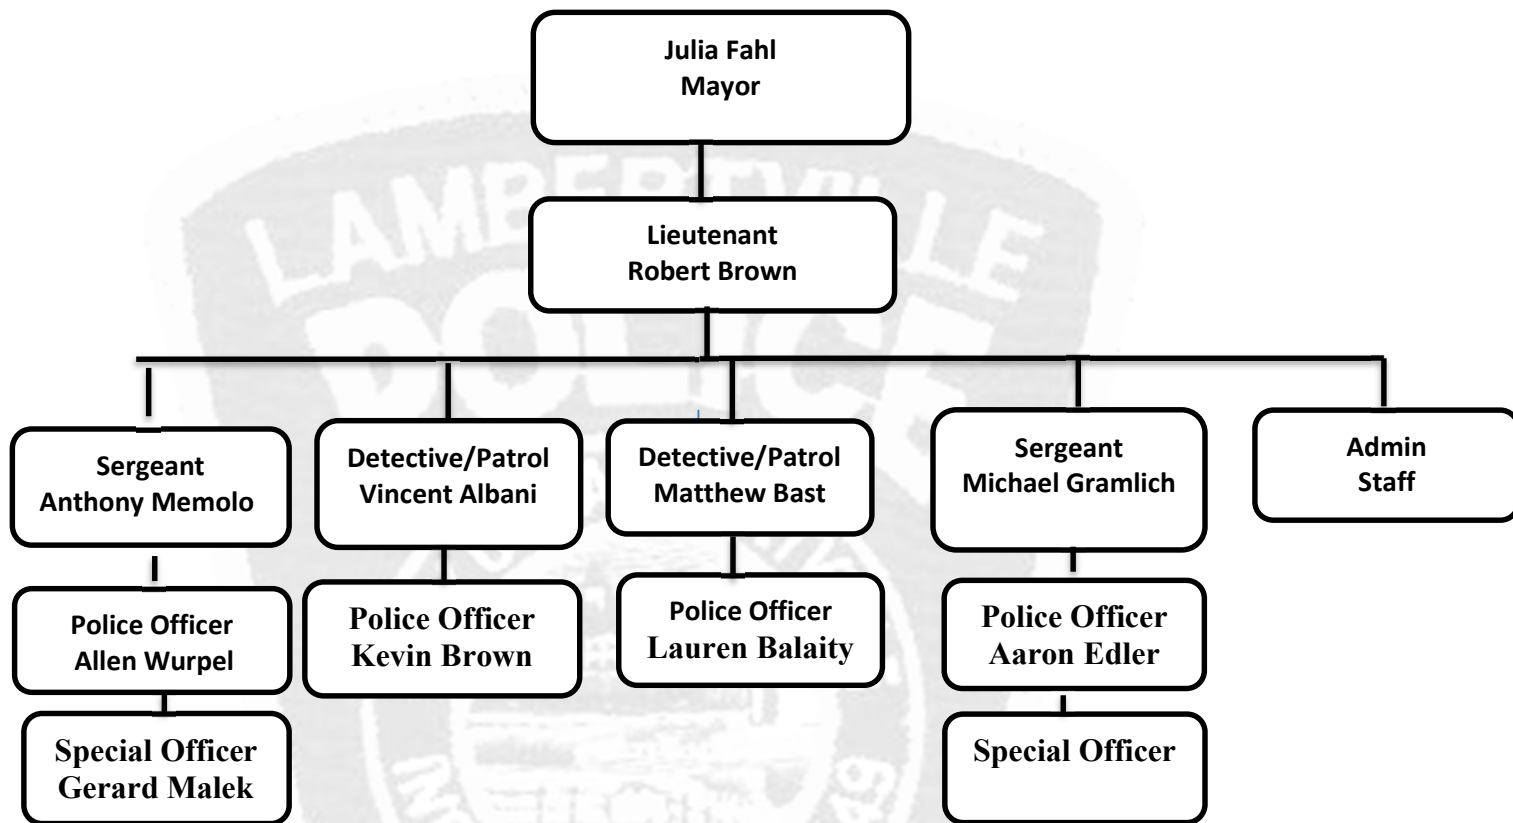 Julia Fahl
Mayor
LAMBERTVILLE
POLICE
Lieutenant
Robert Brown
Sergeant
Anthony Memolo
Detective/Patrol
Vincent Albani
Detective/Patrol
Matthew Bast
Sergeant
Michael Gramlich
Admin
Staff
Police Officer
Allen Wurpel
Police Officer
Kevin Brown
Police Officer
Lauren Balaity
Police Officer
Aaron Edler
Special Officer
Gerard Malek
Special Officer